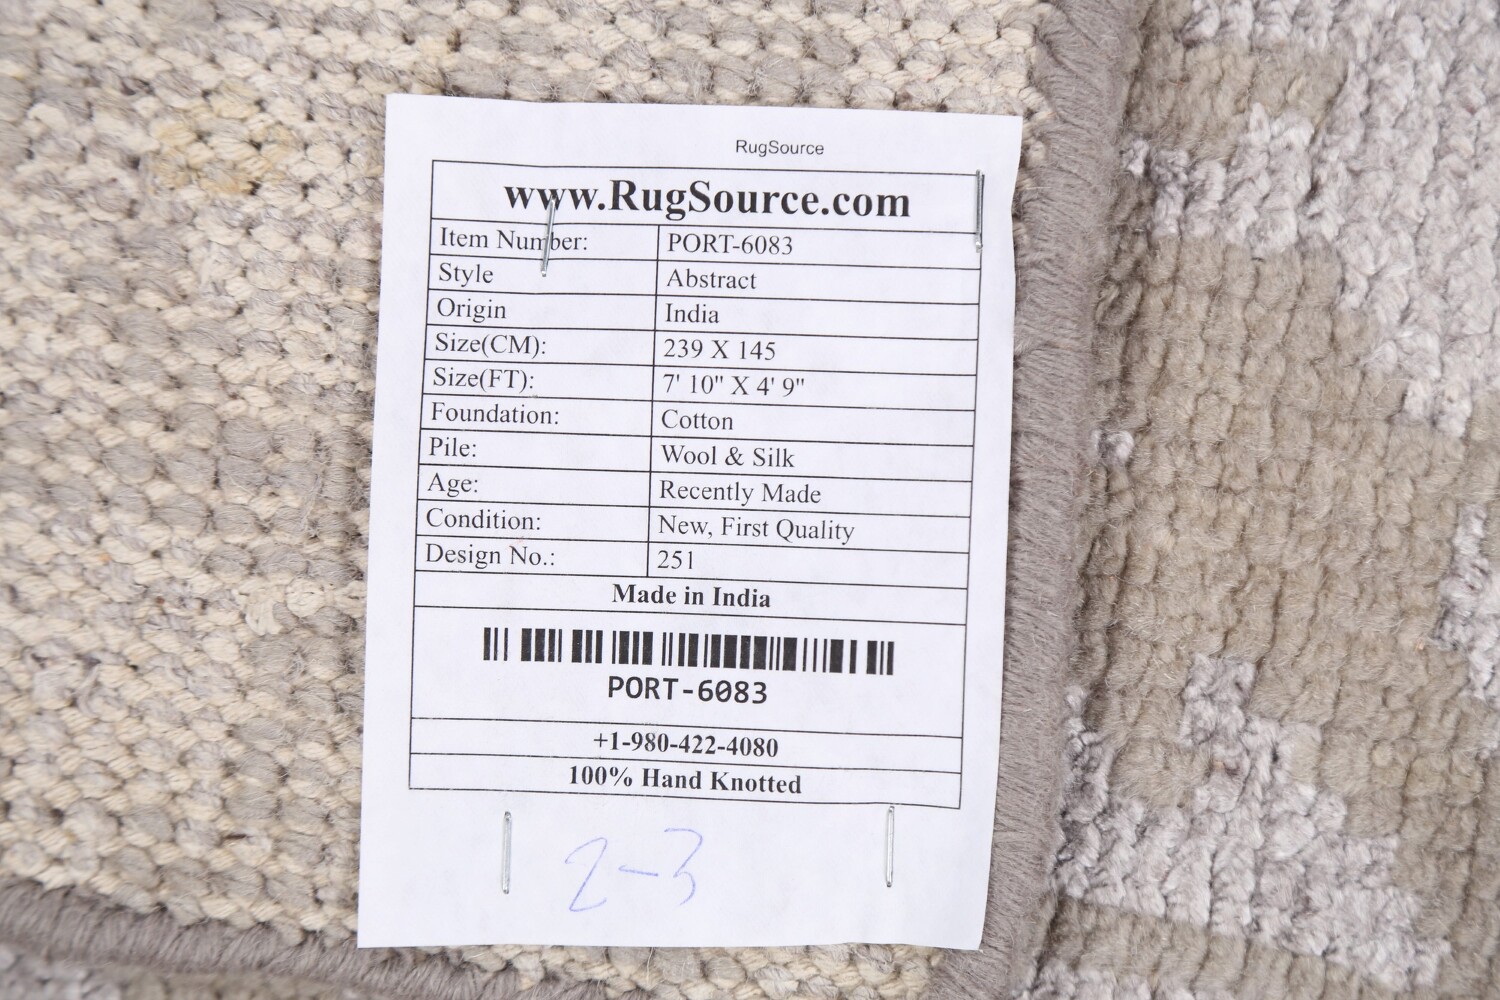 RugSource
www.RugSource.com
Item Number: PORT-6083
Style Abstract
Origin India
Size(CM): 239 X 145
Size(FT): 7' 10" X 4' 9"
Foundation: Cotton
Pile: Wool & Silk
Age: Recently Made
Condition: New, First Quality
Design No.: 251
Made in India
PORT-6083
+1-980-422-4080
100% Hand Knotted
2-3